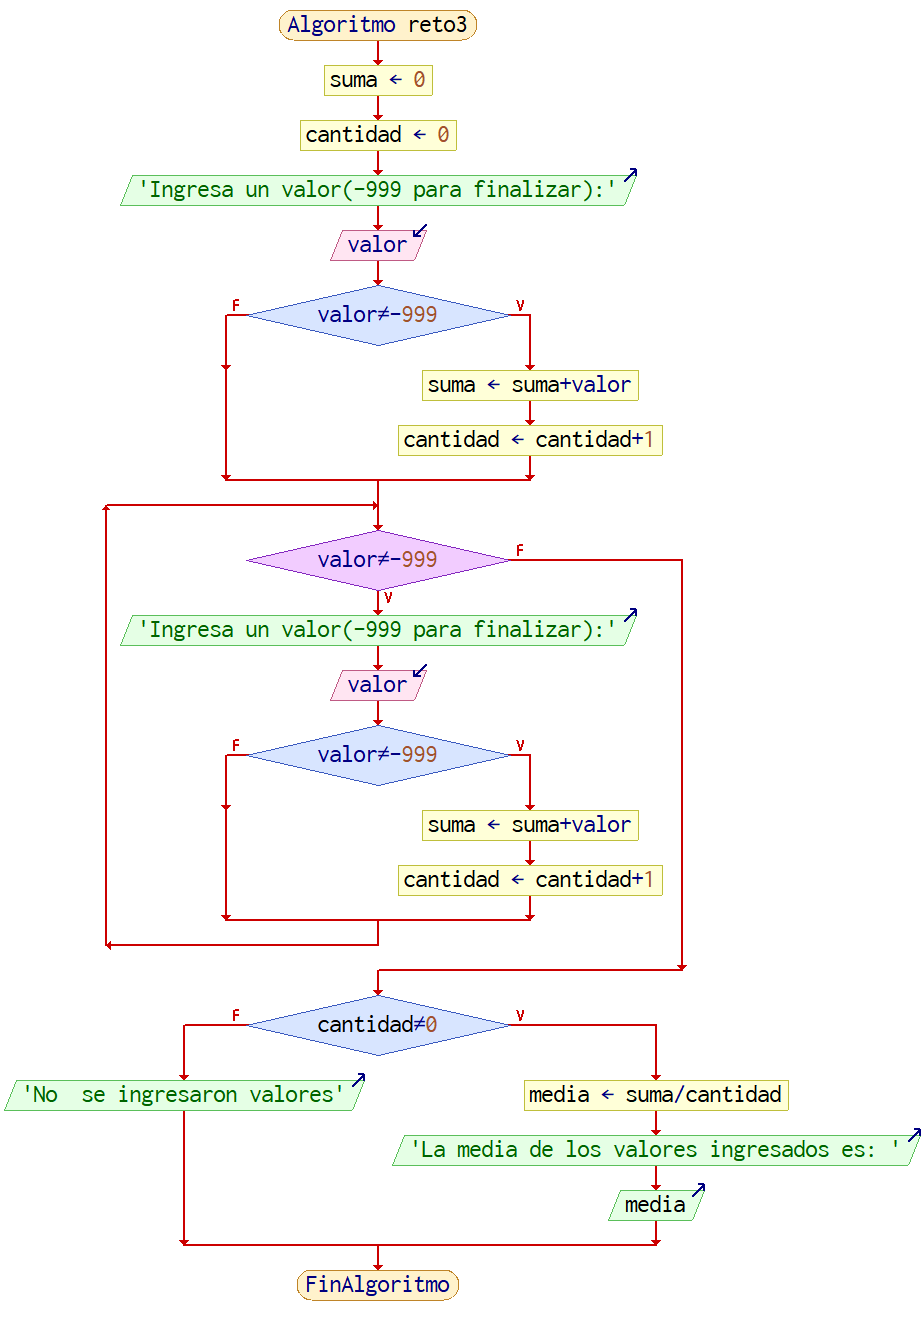 Algoritmo reto3
suma ← 0
cantidad ← 0
'Ingresa un valor(-999 para finalizar):'
valor
F
V
valor≠-999
suma ← suma+valor
cantidad ← cantidad+1
valor≠-999
F
V
'Ingresa un valor(-999 para finalizar):'
valor
F
V
valor≠-999
suma ← suma+valor
cantidad ← cantidad+1
F
V
cantidad≠0
'No  se ingresaron valores'
media ← suma/cantidad
'La media de los valores ingresados es: '
media
FinAlgoritmo